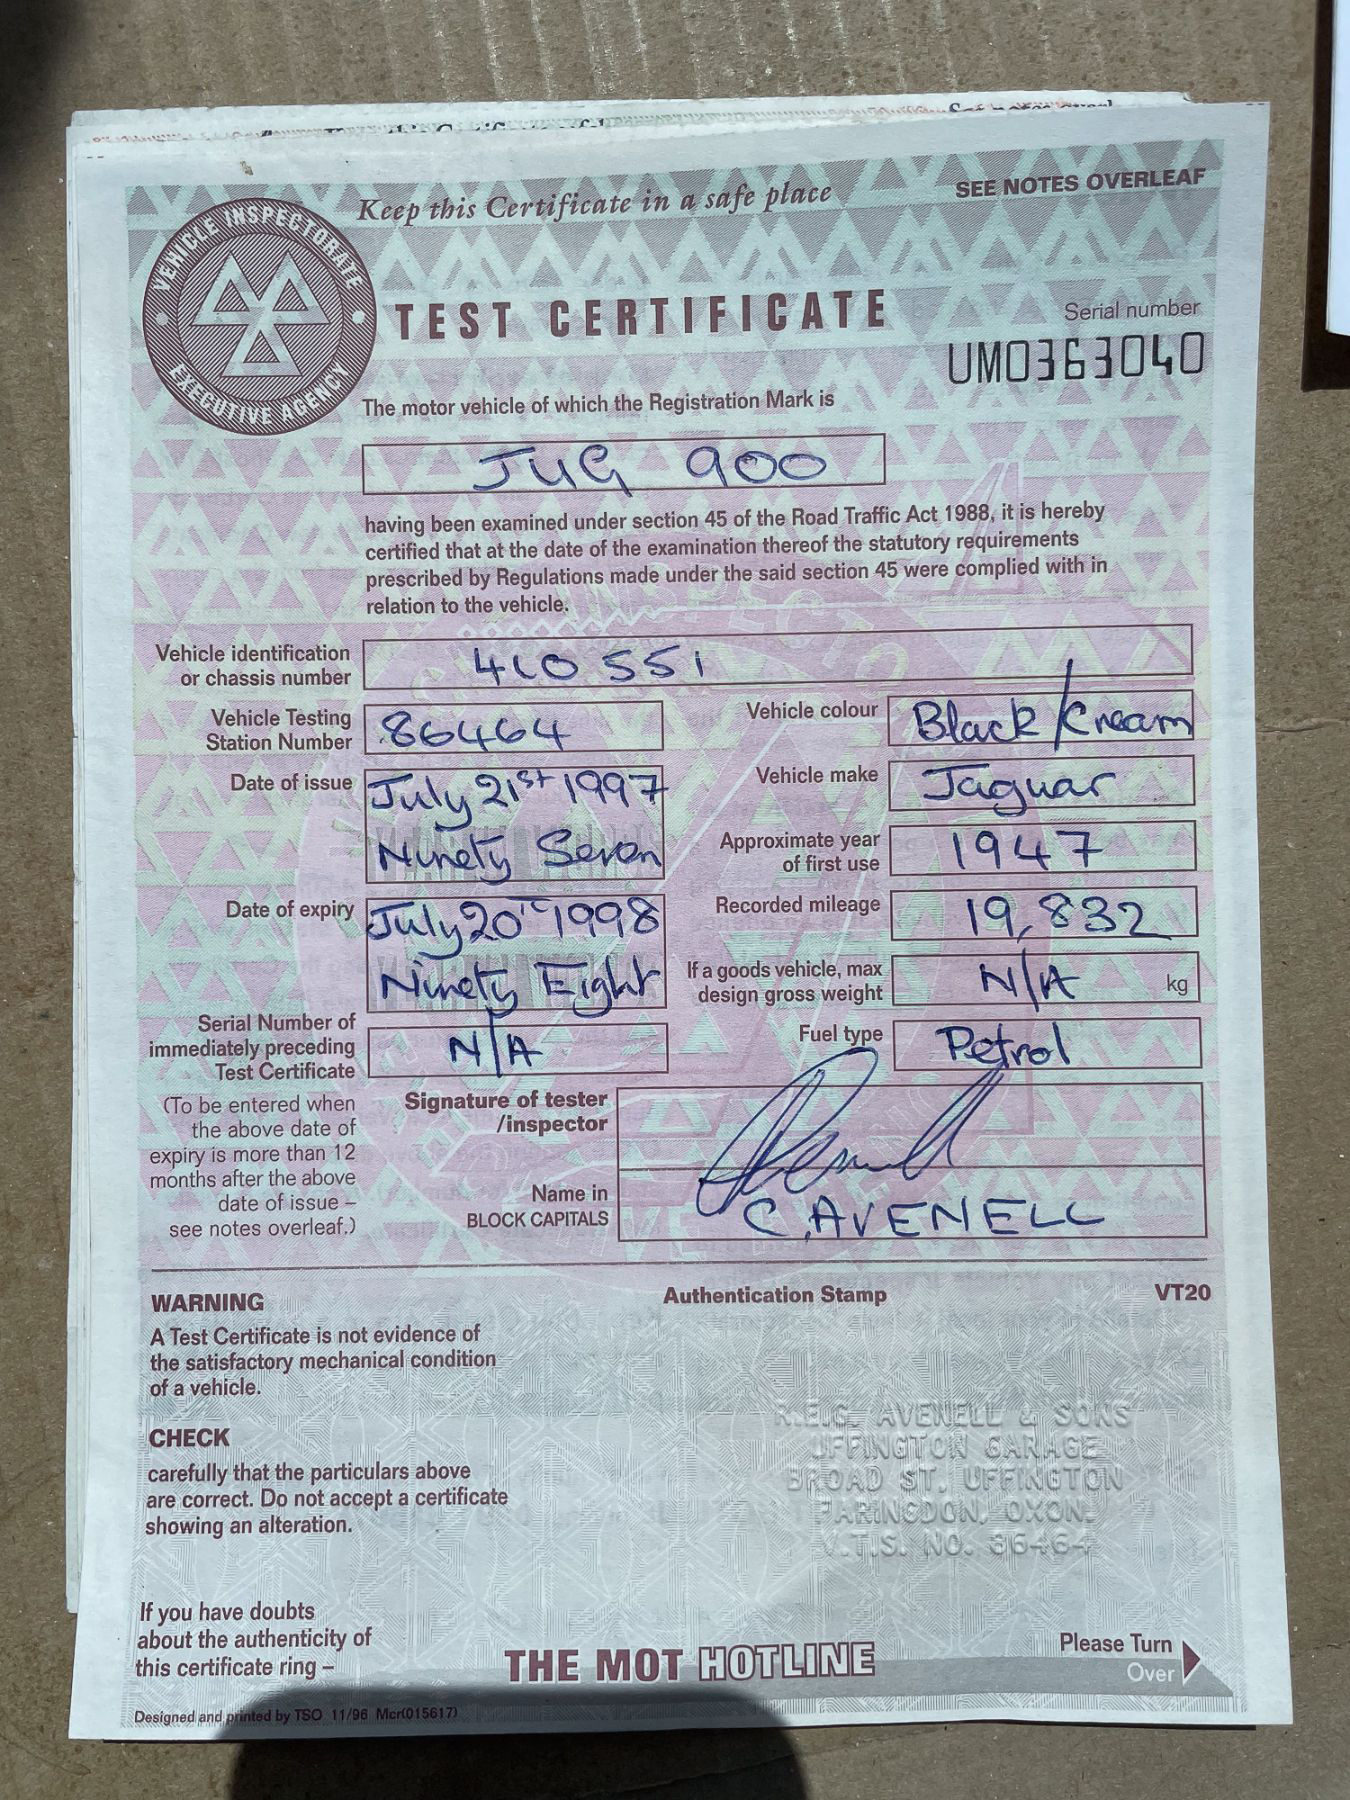 Keep this Certificate in a safe place
SEE NOTES OVERLEAF
VEHICLE INSPECTORATE
EXECUTIVE AGENCY
TEST CERTIFICATE
Serial number
UM0363040
The motor vehicle of which the Registration Mark is
JUG 900
having been examined under section 45 of the Road Traffic Act 1988, it is hereby
certified that at the date of the examination thereof the statutory requirements
prescribed by Regulations made under the said section 45 were complied with in
relation to the vehicle.
Vehicle identification
or chassis number
410 551
Vehicle Testing
Station Number
86464
Vehicle colour
Black/Cream
Date of issue
July 21st 1997
Ninety Seven
Vehicle make
Jaguar
Approximate year
of first use
1947
Date of expiry
July 20th 1998
Ninety Eight
Recorded mileage
19,832
If a goods vehicle, max
design gross weight
N/A
kg
Serial Number of
immediately preceding
Test Certificate
N/A
Fuel type
Petrol
(To be entered when
the above date of
expiry is more than 12
months after the above
date of issue –
see notes overleaf.)
Signature of tester
/inspector
Name in
BLOCK CAPITALS
C. AVENELL
WARNING
A Test Certificate is not evidence of
the satisfactory mechanical condition
of a vehicle.
Authentication Stamp
VT20
CHECK
carefully that the particulars above
are correct. Do not accept a certificate
showing an alteration.
R.E.G. AVENELL & SONS
UFFINGTON GARAGE
BROAD ST. UFFINGTON
FARINGDON, OXON.
V.T.S. NO. 86464
If you have doubts
about the authenticity of
this certificate ring –
THE MOT HOTLINE
Please Turn
Over
Designed and printed by TSO 11/96 Mcr(015617)